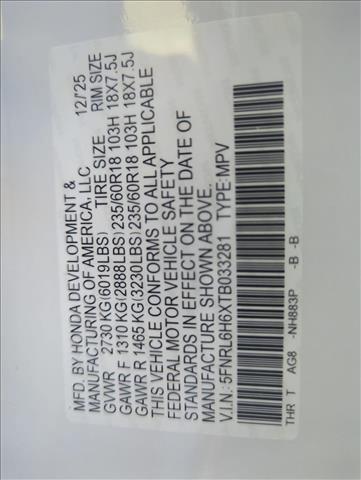 MFD. BY HONDA DEVELOPMENT &
MANUFACTURING OF AMERICA, LLC 12/'25
GVWR 2730 KG(6019LBS) TIRE SIZE RIM SIZE
GAWR F 1310 KG(2888LBS)235/60R18 103H 18X7.5J
GAWR R 1465 KG(3230LBS)235/60R18 103H 18X7.5J
THIS VEHICLE CONFORMS TO ALL APPLICABLE
FEDERAL MOTOR VEHICLE SAFETY
STANDARDS IN EFFECT ON THE DATE OF
MANUFACTURE SHOWN ABOVE.
V.I.N.: 5FNRL6H6XTB033281 TYPE:MPV
THR T AG8 -NH883P -B -B